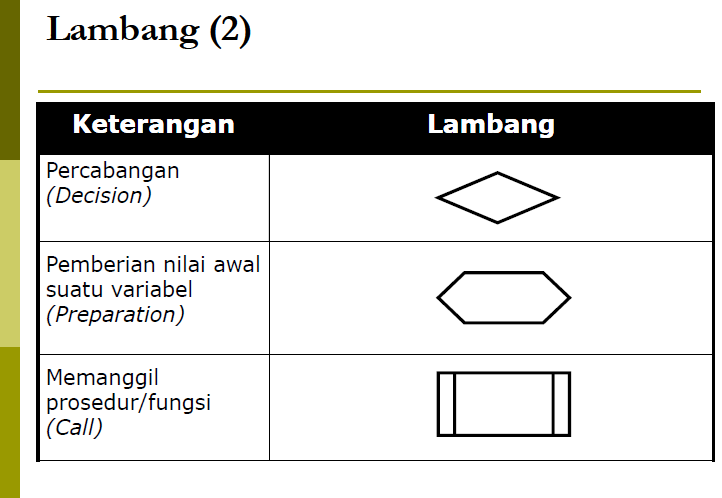 Lambang (2)
Keterangan Lambang
Percabangan
(Decision)
Pemberian nilai awal
suatu variabel
(Preparation)
Memanggil
prosedur/fungsi
(Call)